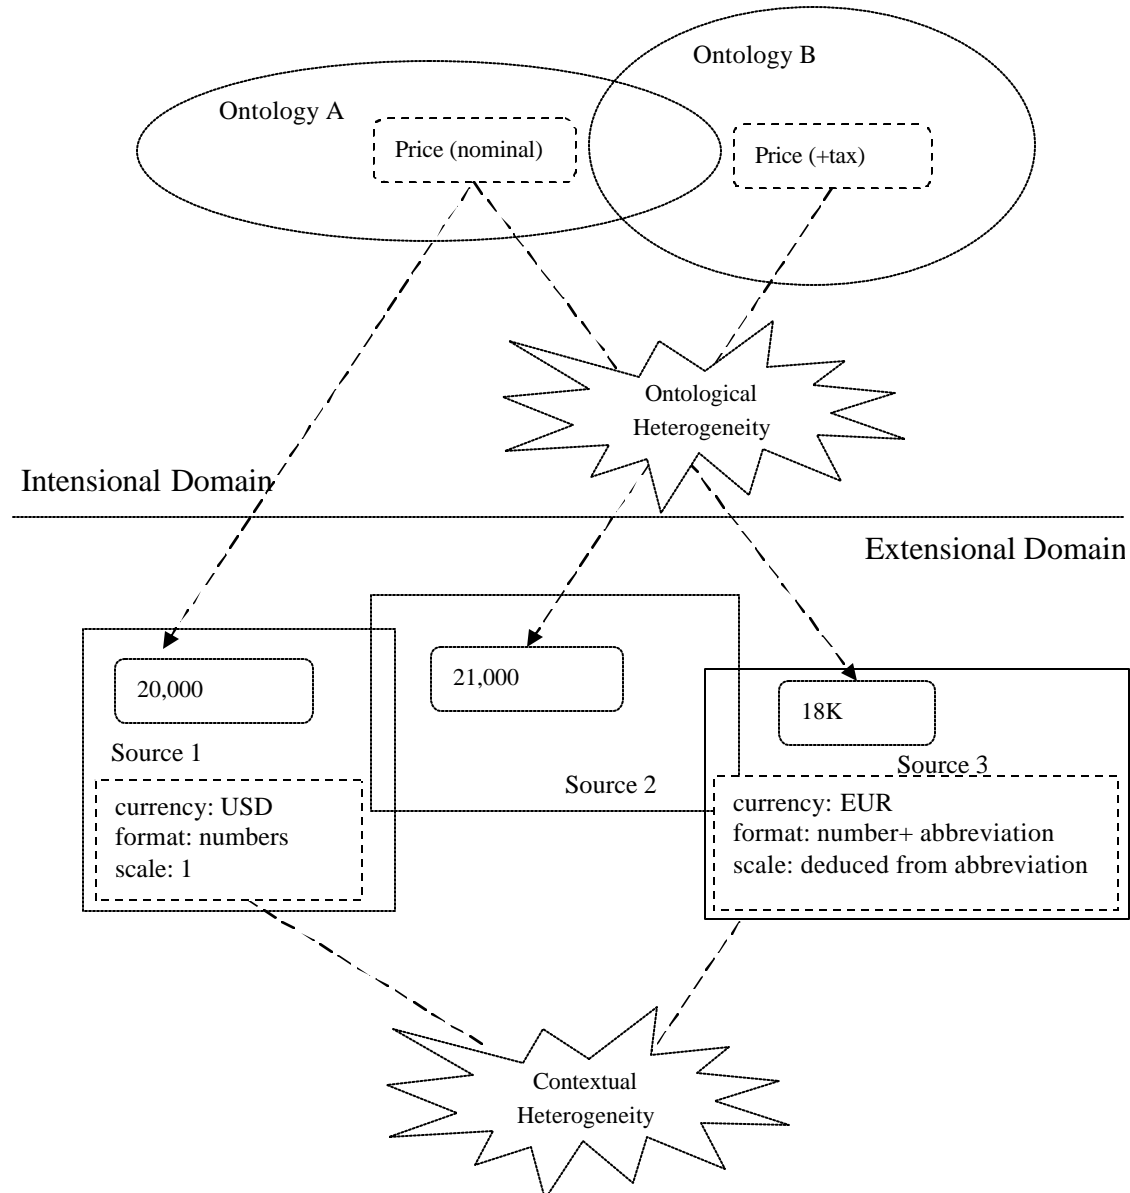 Ontology B
Ontology A
Price (nominal)
Price (+tax)
Ontological
Heterogeneity
Intensional Domain
Extensional Domain
20,000
21,000
18K
Source 1
Source 2
Source 3
currency: USD
format: numbers
scale: 1
currency: EUR
format: number+ abbreviation
scale: deduced from abbreviation
Contextual
Heterogeneity